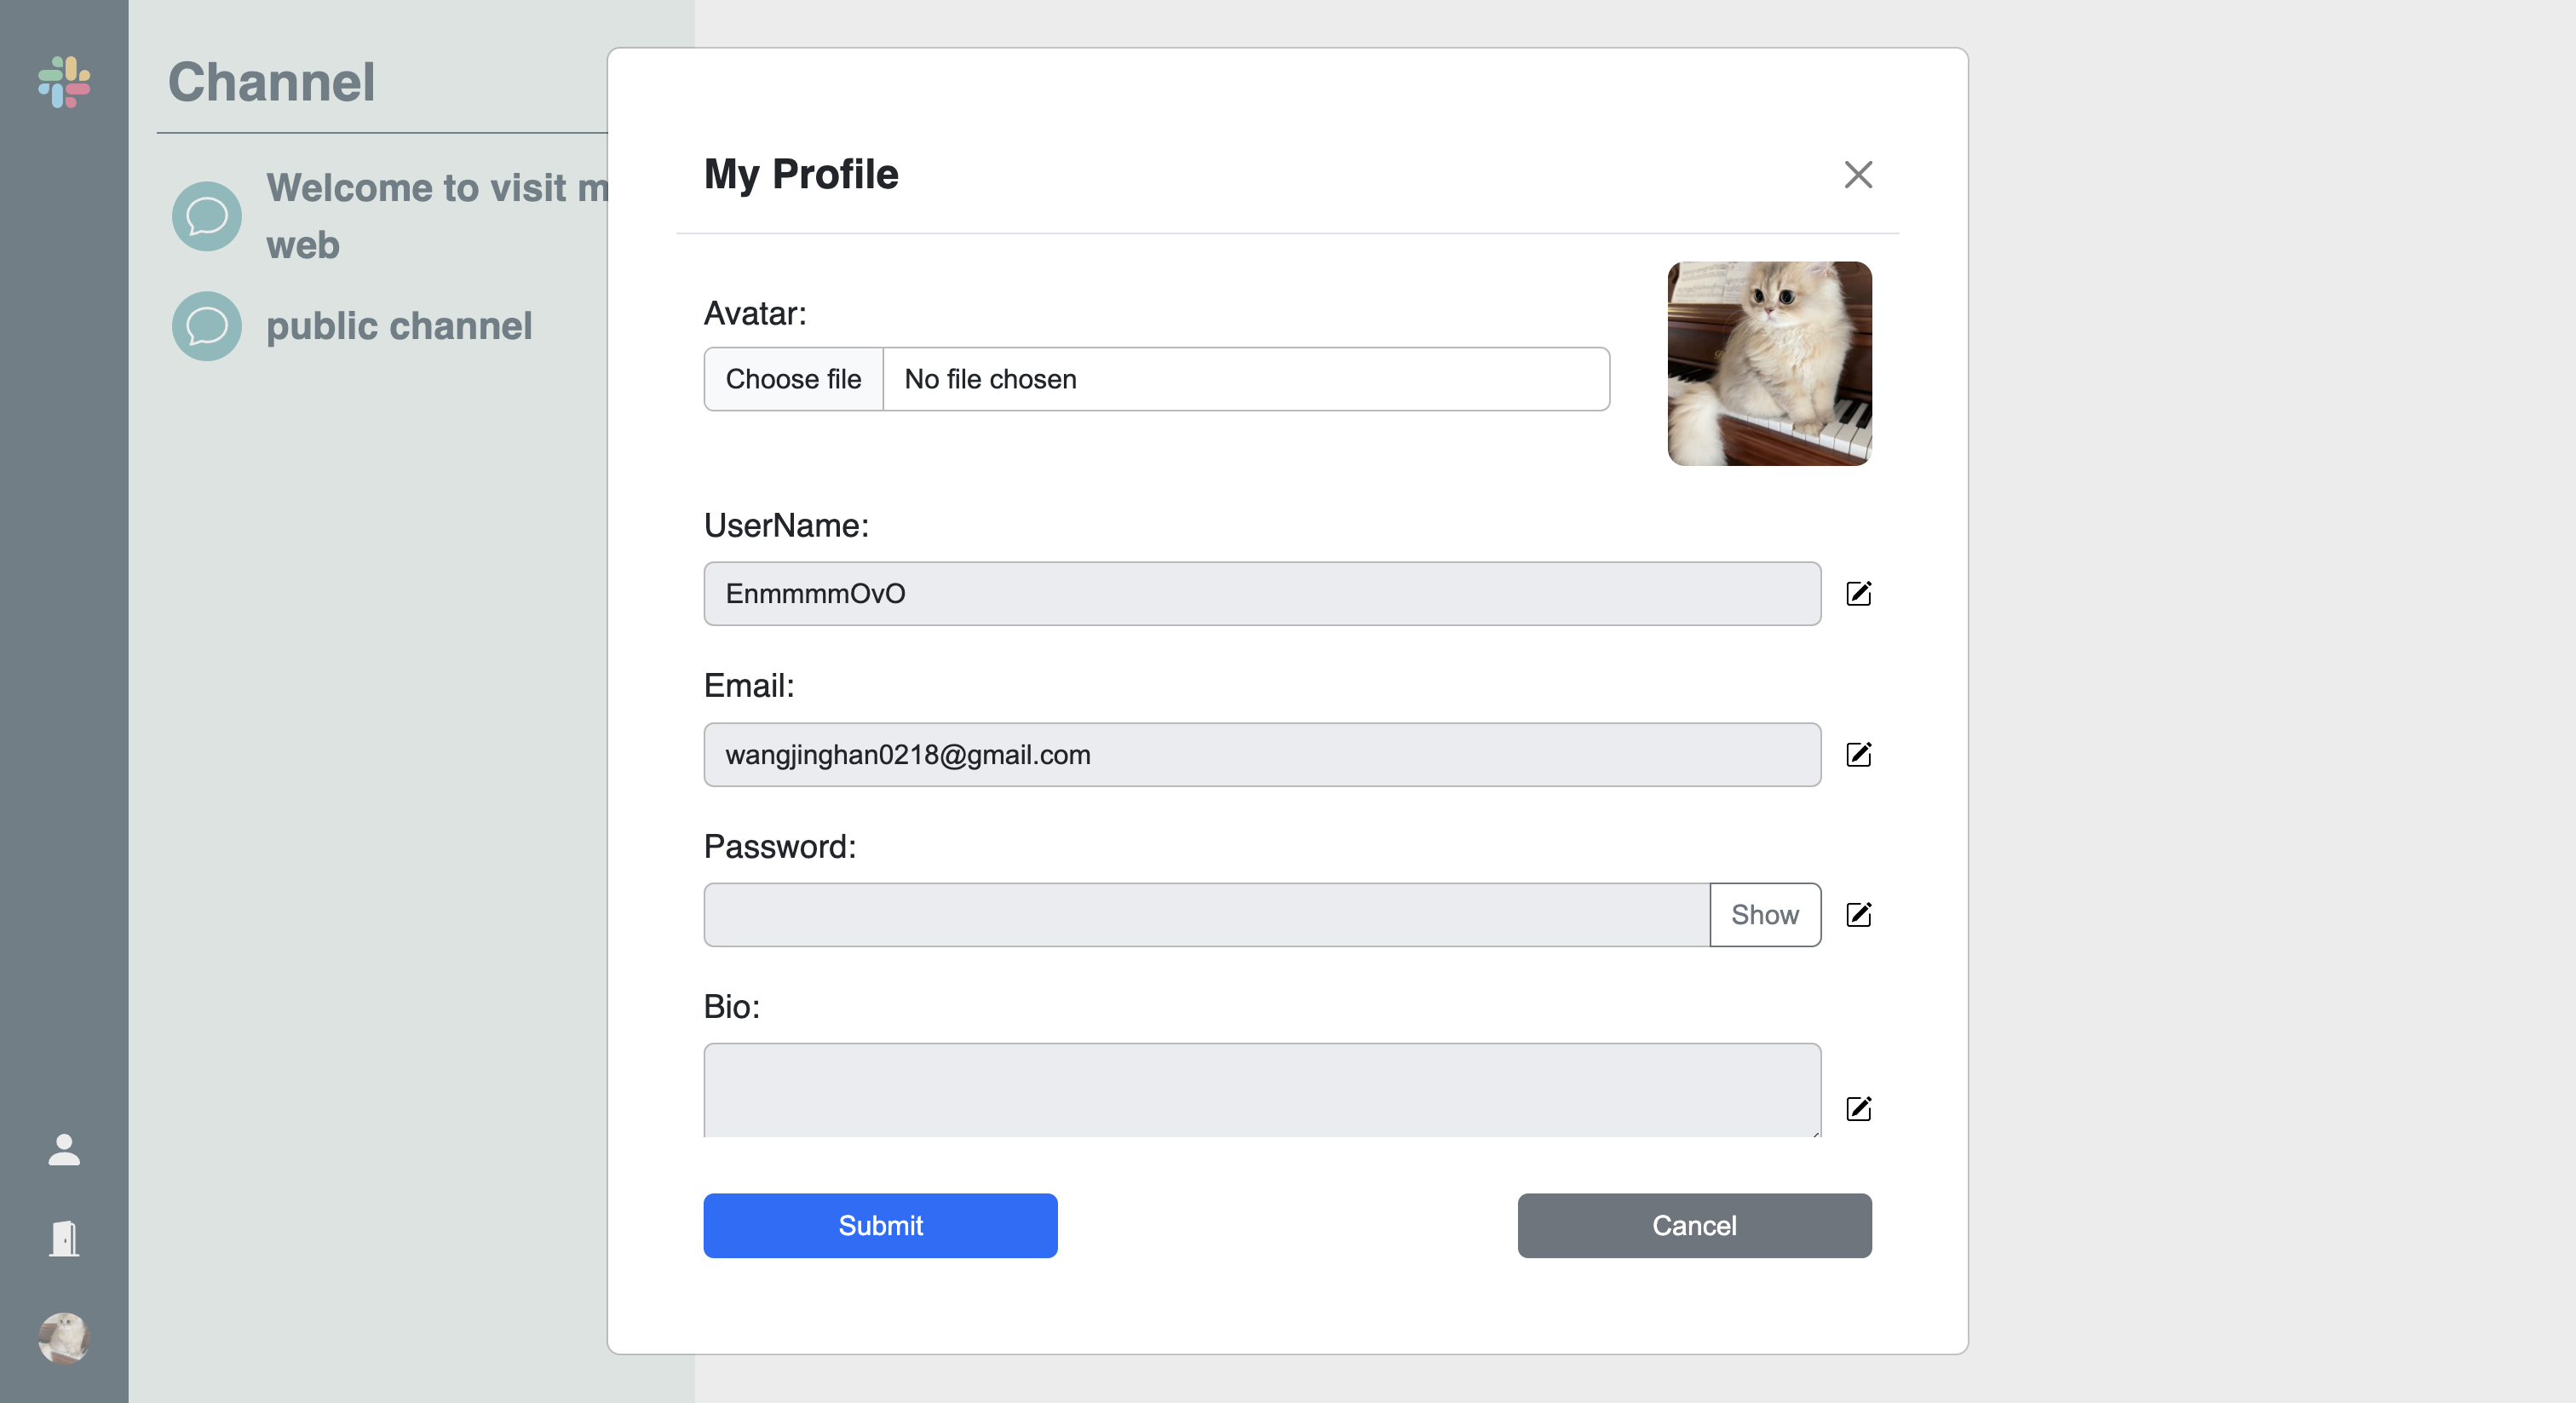 Channel
Welcome to visit m
web
public channel
My Profile
Avatar:
Choose file
No file chosen
UserName:
EnmmmmOvO
Email:
wangjinghan0218@gmail.com
Password:
Show
Bio:
Submit
Cancel